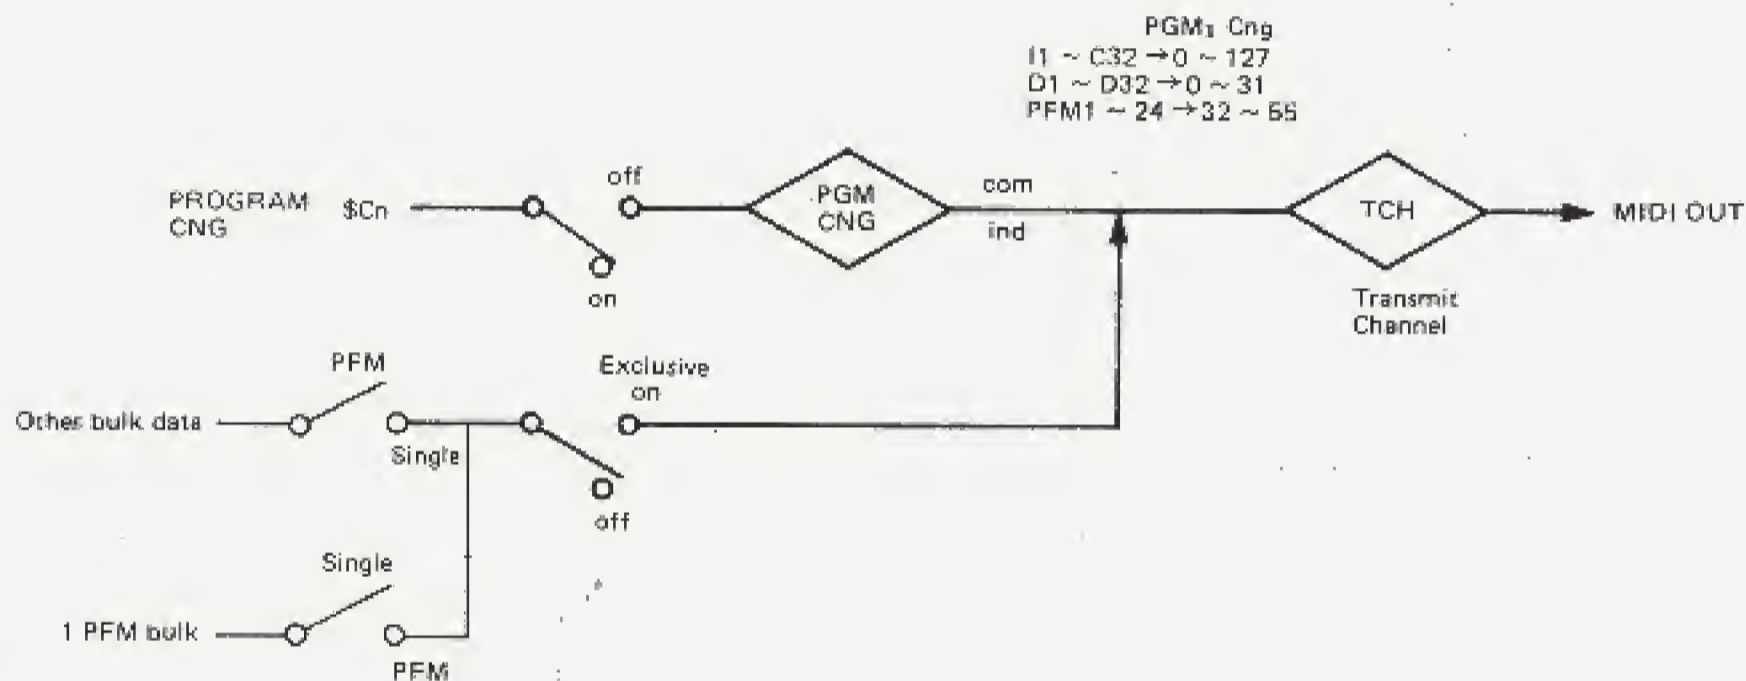 PGM1 Cng
I1 ~ C32 → 0 ~ 127
D1 ~ D32 → 0 ~ 31
PFM1 ~ 24 → 32 ~ 55
off
PROGRAM
CNG
$Cn
PGM
CNG
com
ind
TCH
MIDI OUT
on
Transmit
Channel
PFM
Exclusive
on
Other bulk data
Single
off
Single
1 PFM bulk
PFM